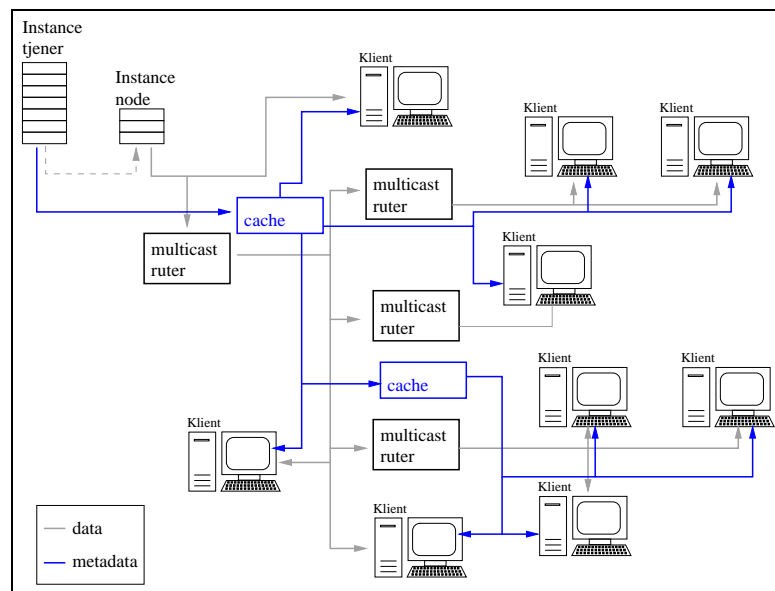 Instance
tjener
Instance
node
Klient
Klient
Klient
multicast
ruter
cache
multicast
ruter
Klient
multicast
ruter
Klient
Klient
cache
Klient
multicast
ruter
Klient
Klient
data
metadata